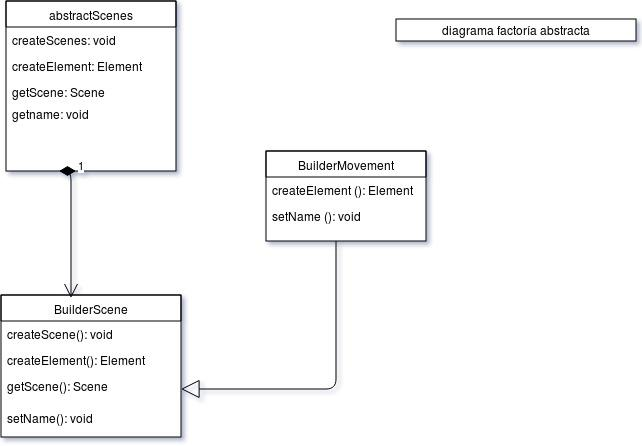 abstractScenes
createScenes: void
createElement: Element
getScene: Scene
getname: void
1
diagrama factoría abstracta
BuilderMovement
createElement (): Element
setName (): void
BuilderScene
createScene(): void
createElement(): Element
getScene(): Scene
setName(): void